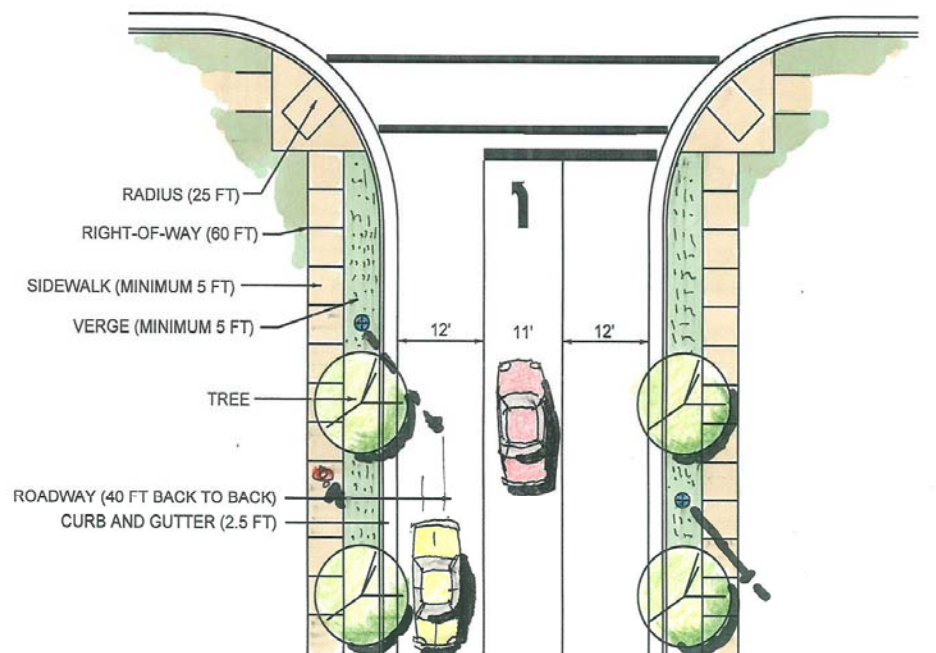 RADIUS (25 FT)
RIGHT-OF-WAY (60 FT)
SIDEWALK (MINIMUM 5 FT)
VERGE (MINIMUM 5 FT)
12'
11'
12'
TREE
ROADWAY (40 FT BACK TO BACK)
CURB AND GUTTER (2.5 FT)